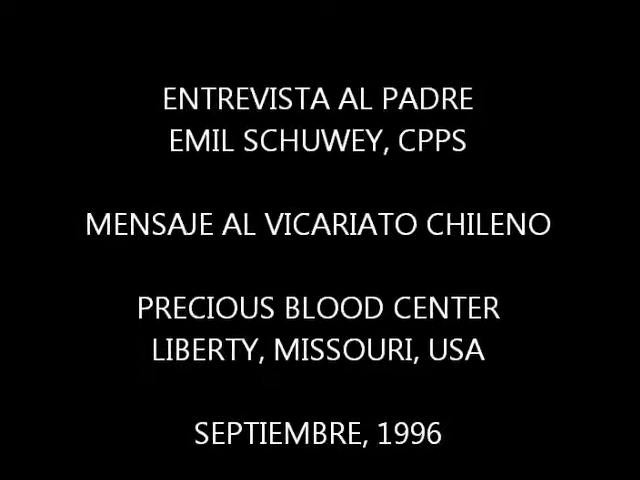 ENTREVISTA AL PADRE
EMIL SCHUWEY, CPPS
MENSAJE AL VICARIATO CHILENO
PRECIOUS BLOOD CENTER
LIBERTY, MISSOURI, USA
SEPTIEMBRE, 1996